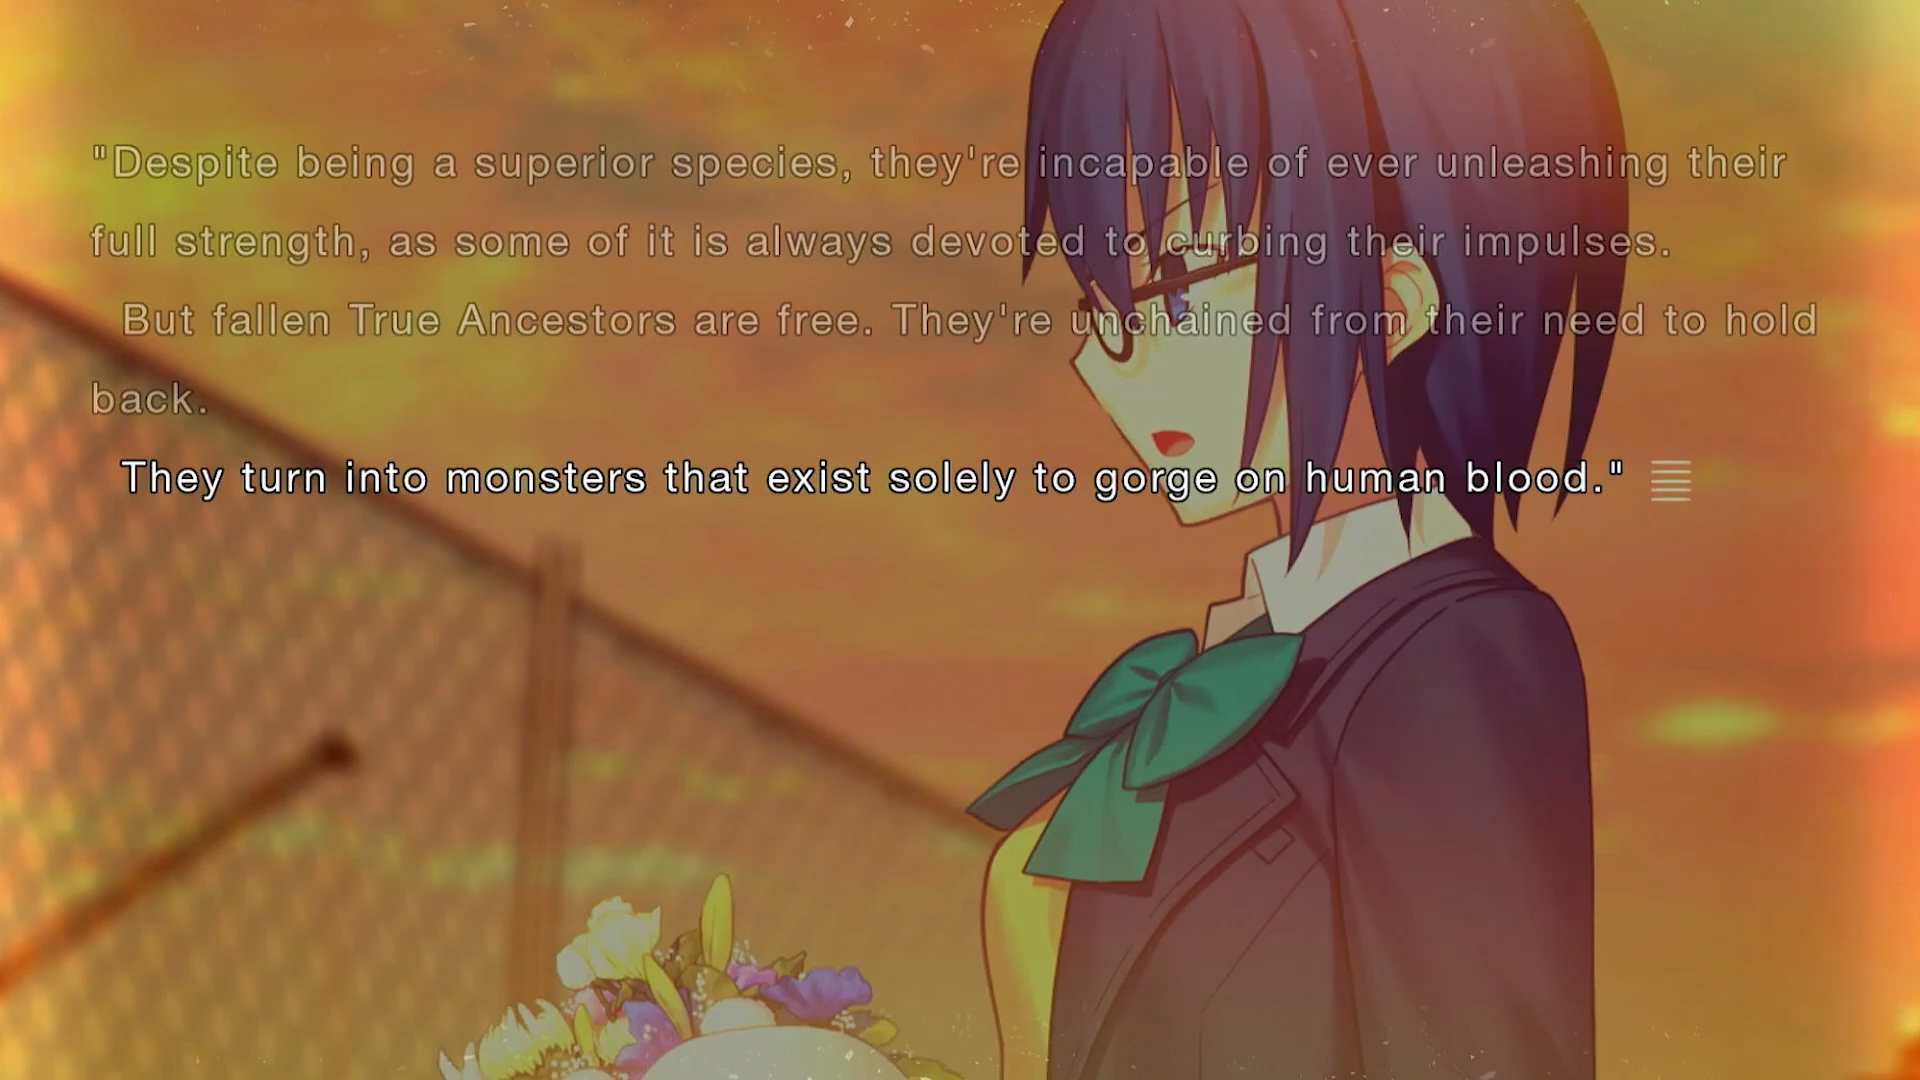 "Despite being a superior species, they're incapable of ever unleashing their
full strength, as some of it is always devoted to curbing their impulses.
But fallen True Ancestors are free. They're unchained from their need to hold
back.
They turn into monsters that exist solely to gorge on human blood."